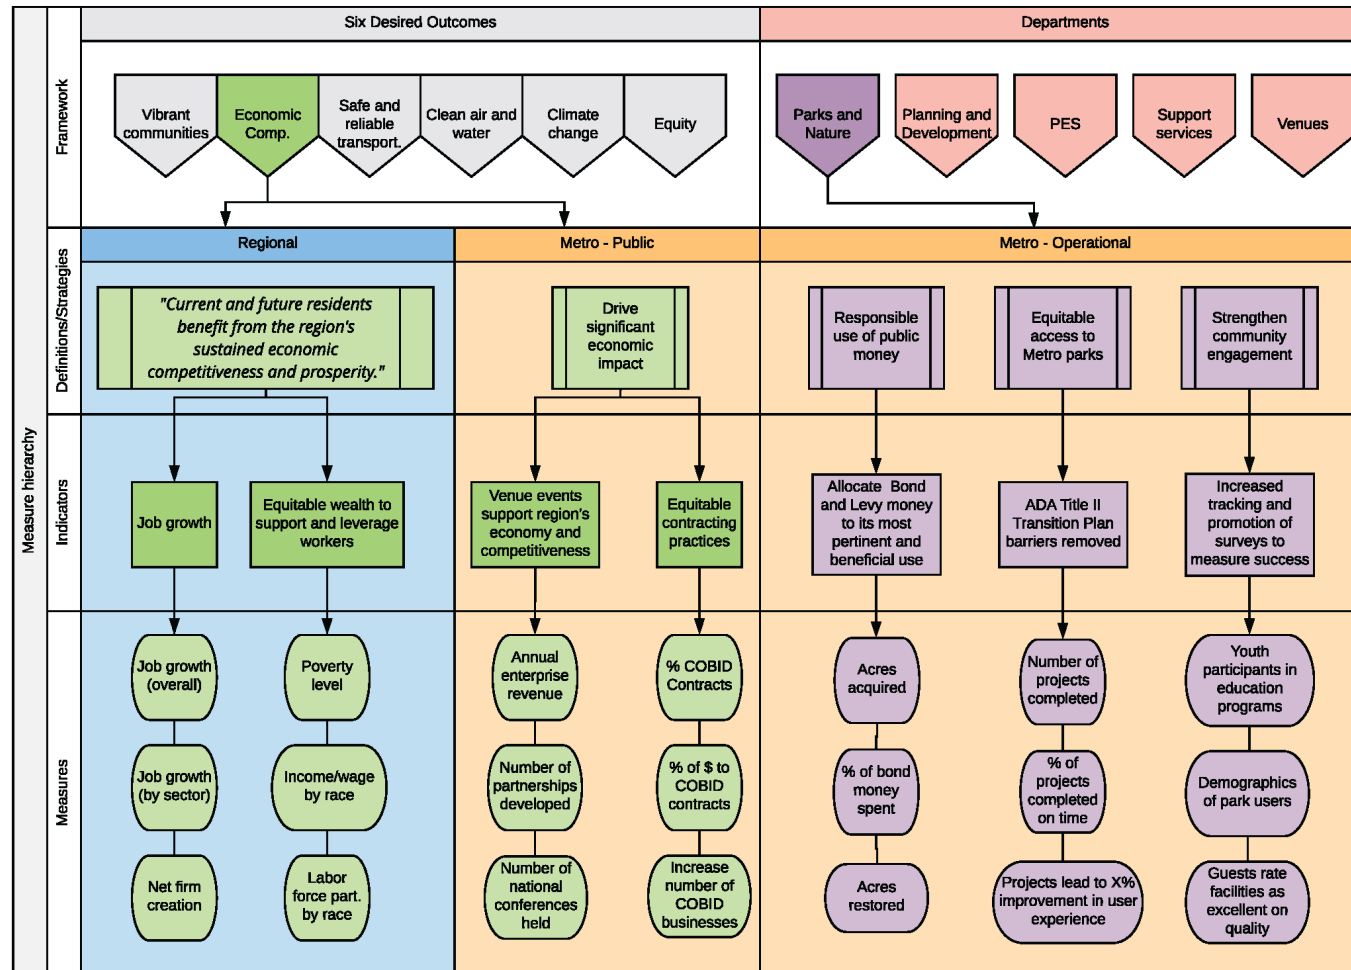 Six Desired Outcomes
Departments
Measure hierarchy
Framework
Vibrant
communities
Economic
Comp.
Safe and
reliable
transport.
Clean air and
water
Climate
change
Equity
Parks and
Nature
Planning and
Development
PES
Support
services
Venues
Definitions/Strategies
Regional
Metro - Public
Metro - Operational
"Current and future residents
benefit from the region's
sustained economic
competitiveness and prosperity."
Drive
significant
economic
impact
Responsible
use of public
money
Equitable
access to
Metro parks
Strengthen
community
engagement
Indicators
Job growth
Equitable wealth to
support and leverage
workers
Venue events
support region's
economy and
competitiveness
Equitable
contracting
practices
Allocate Bond
and Levy money
to its most
pertinent and
beneficial use
ADA Title II
Transition Plan
barriers removed
Increased
tracking and
promotion of
surveys to
measure success
Measures
Job growth
(overall)
Poverty
level
Annual
enterprise
revenue
% COBID
Contracts
Acres
acquired
Number of
projects
completed
Youth
participants in
education
programs
Job growth
(by sector)
Income/wage
by race
Number of
partnerships
developed
% of $ to
COBID
contracts
% of bond
money
spent
% of
projects
completed
on time
Demographics
of park users
Net firm
creation
Labor
force part.
by race
Number of
national
conferences
held
Increase
number of
COBID
businesses
Acres
restored
Projects lead to X%
improvement in user
experience
Guests rate
facilities as
excellent on
quality